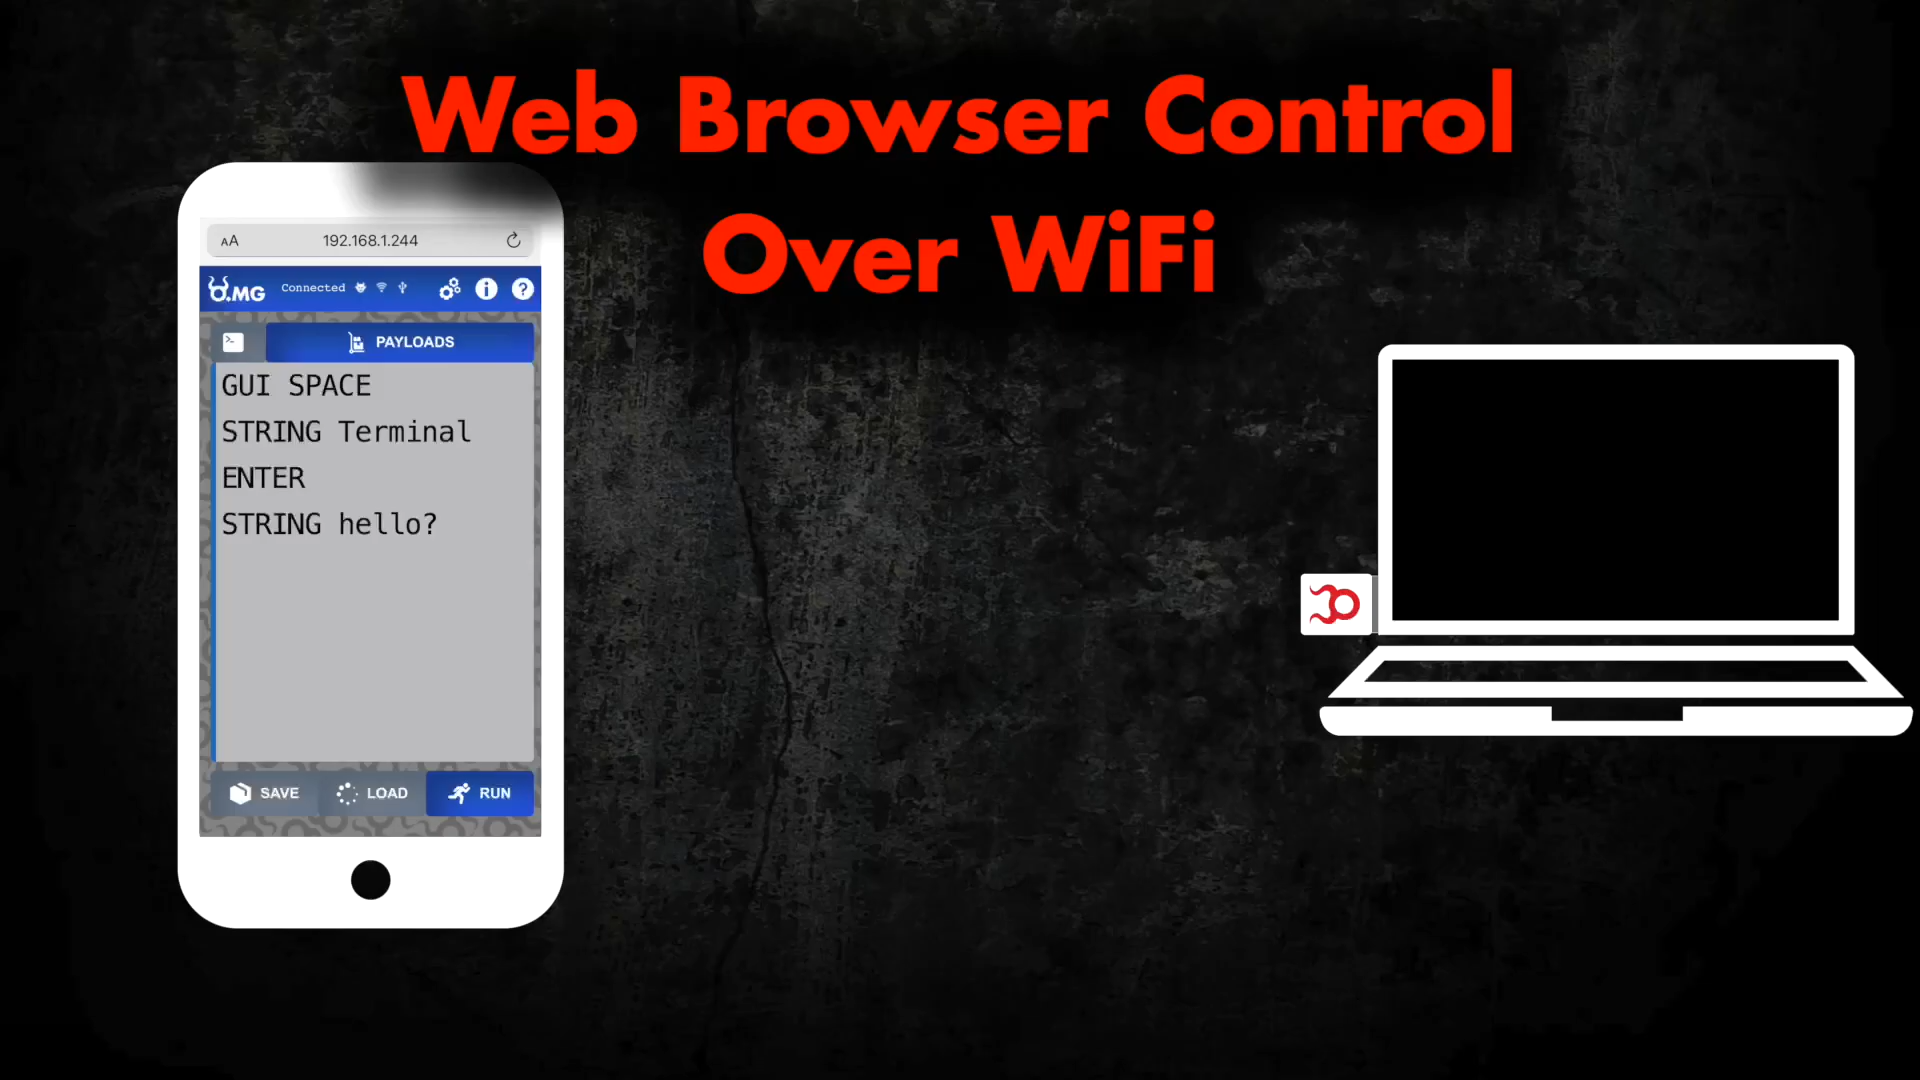 Web Browser Control
Over WiFi
AA 192.168.1.244
O.MG Connected
PAYLOADS
GUI SPACE
STRING Terminal
ENTER
STRING hello?
SAVE LOAD RUN